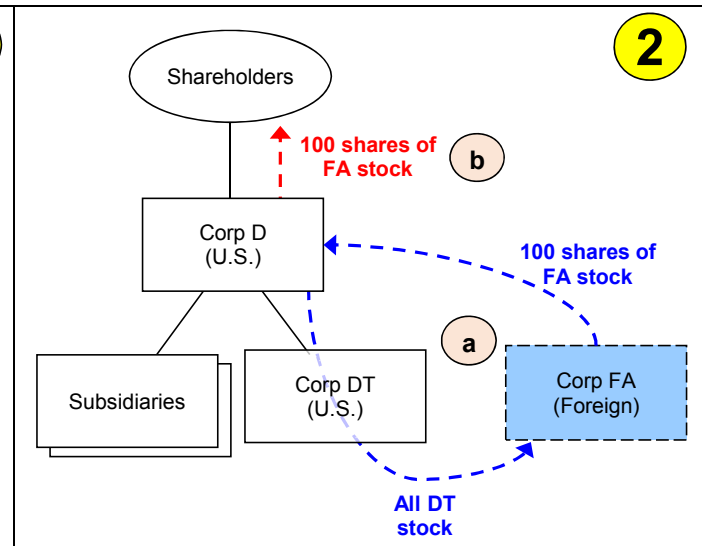 2
Shareholders
100 shares of
FA stock
b
Corp D
(U.S.)
100 shares of
FA stock
a
Subsidiaries
Corp DT
(U.S.)
Corp FA
(Foreign)
All DT
stock